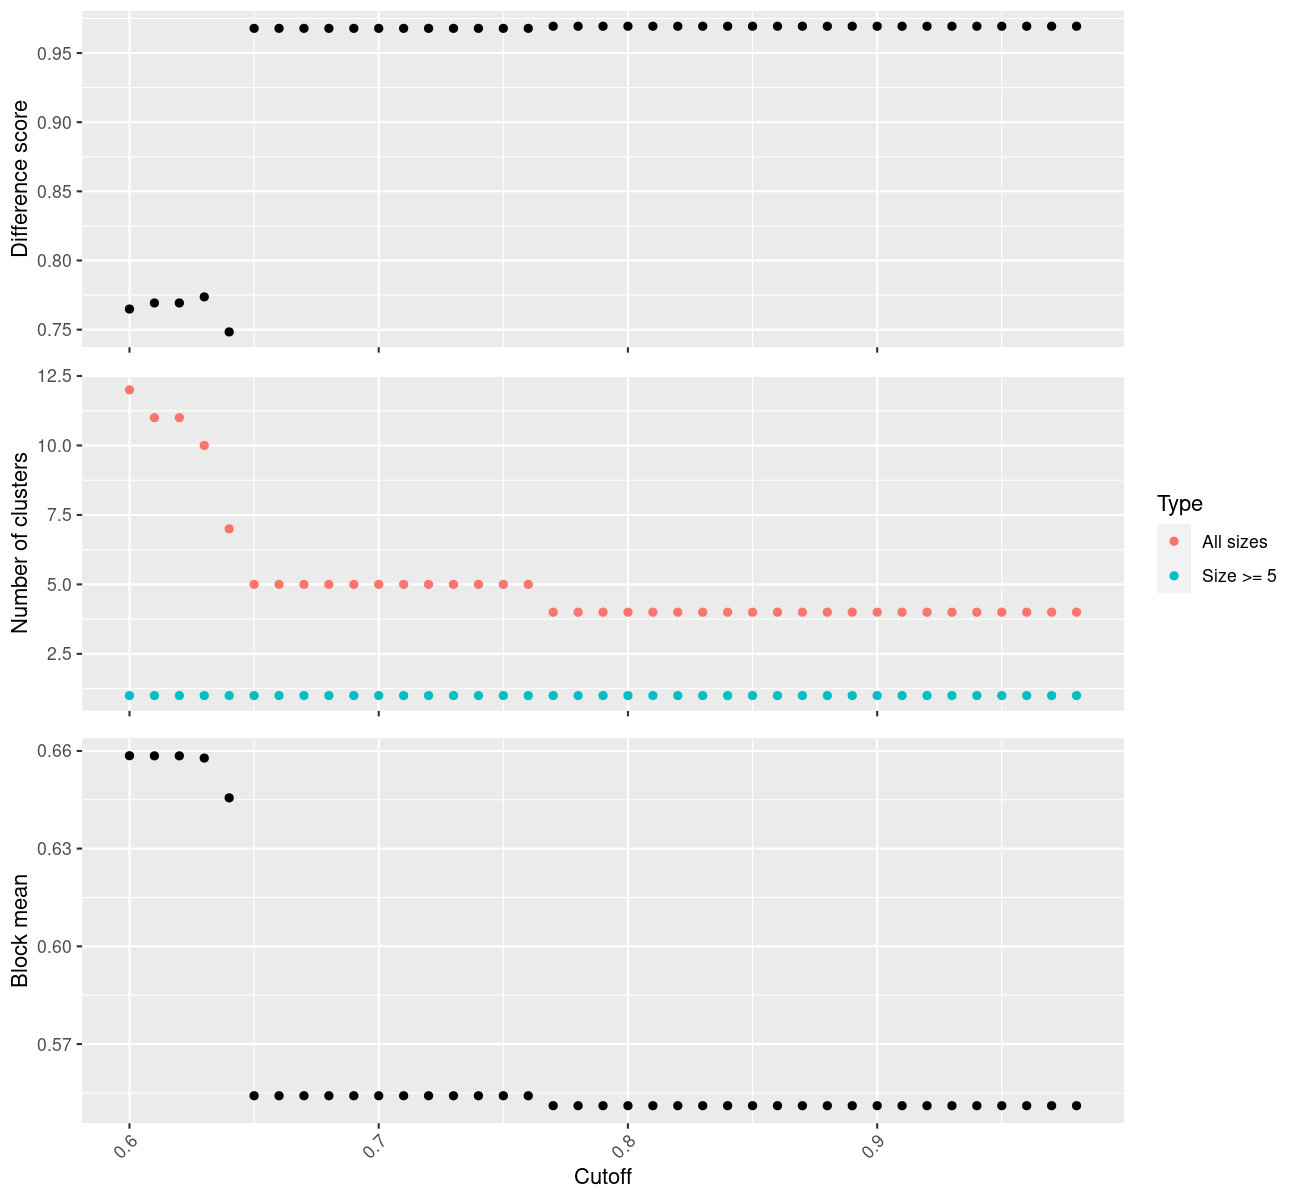 Difference score
0.95
0.90
0.85
0.80
0.75
Number of clusters
12.5
10.0
7.5
5.0
2.5
Block mean
0.66
0.63
0.60
0.57
0.6
0.7
0.8
0.9
Cutoff
Type
All sizes
Size >= 5